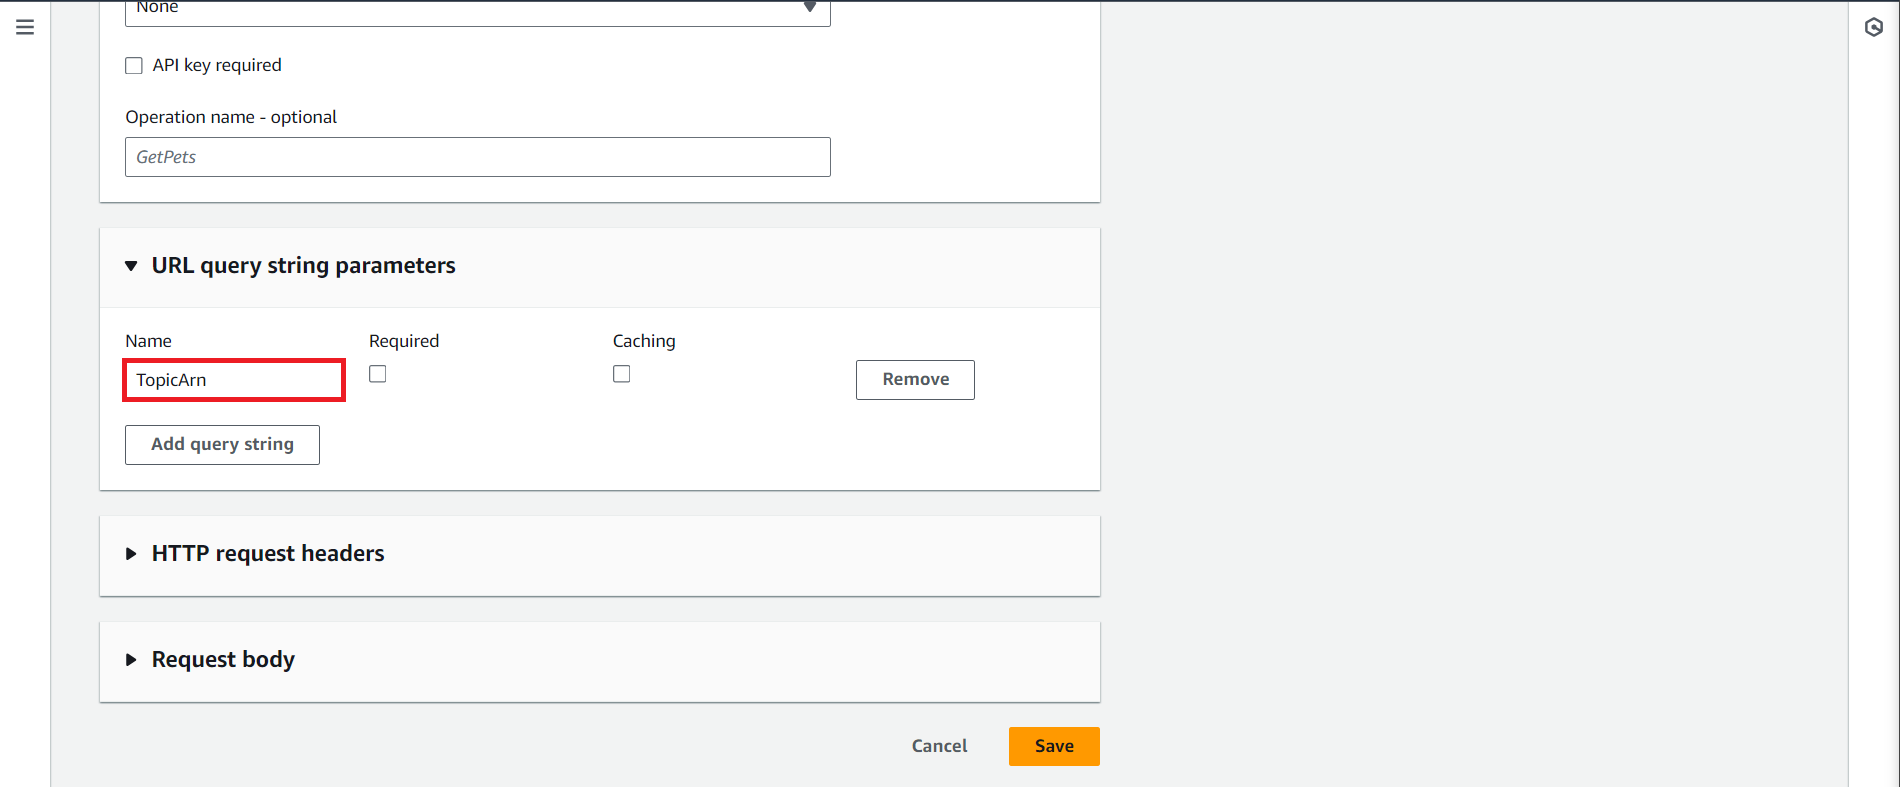 None
API key required
Operation name - optional
GetPets
URL query string parameters
Name Required Caching
TopicArn
Remove
Add query string
HTTP request headers
Request body
Cancel Save